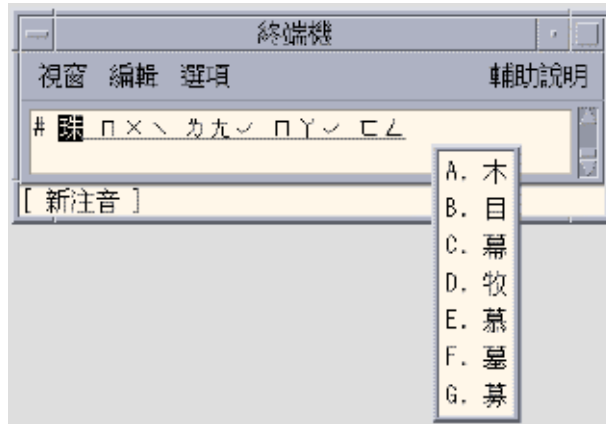 終端機
視窗 編輯 選項 輔助說明
# 珠 ㄇㄨˋ ㄌㄤˇ ㄇㄚˇ ㄈㄥ
[ 新注音 ]
A. 木
B. 目
C. 幕
D. 牧
E. 慕
F. 墓
G. 募